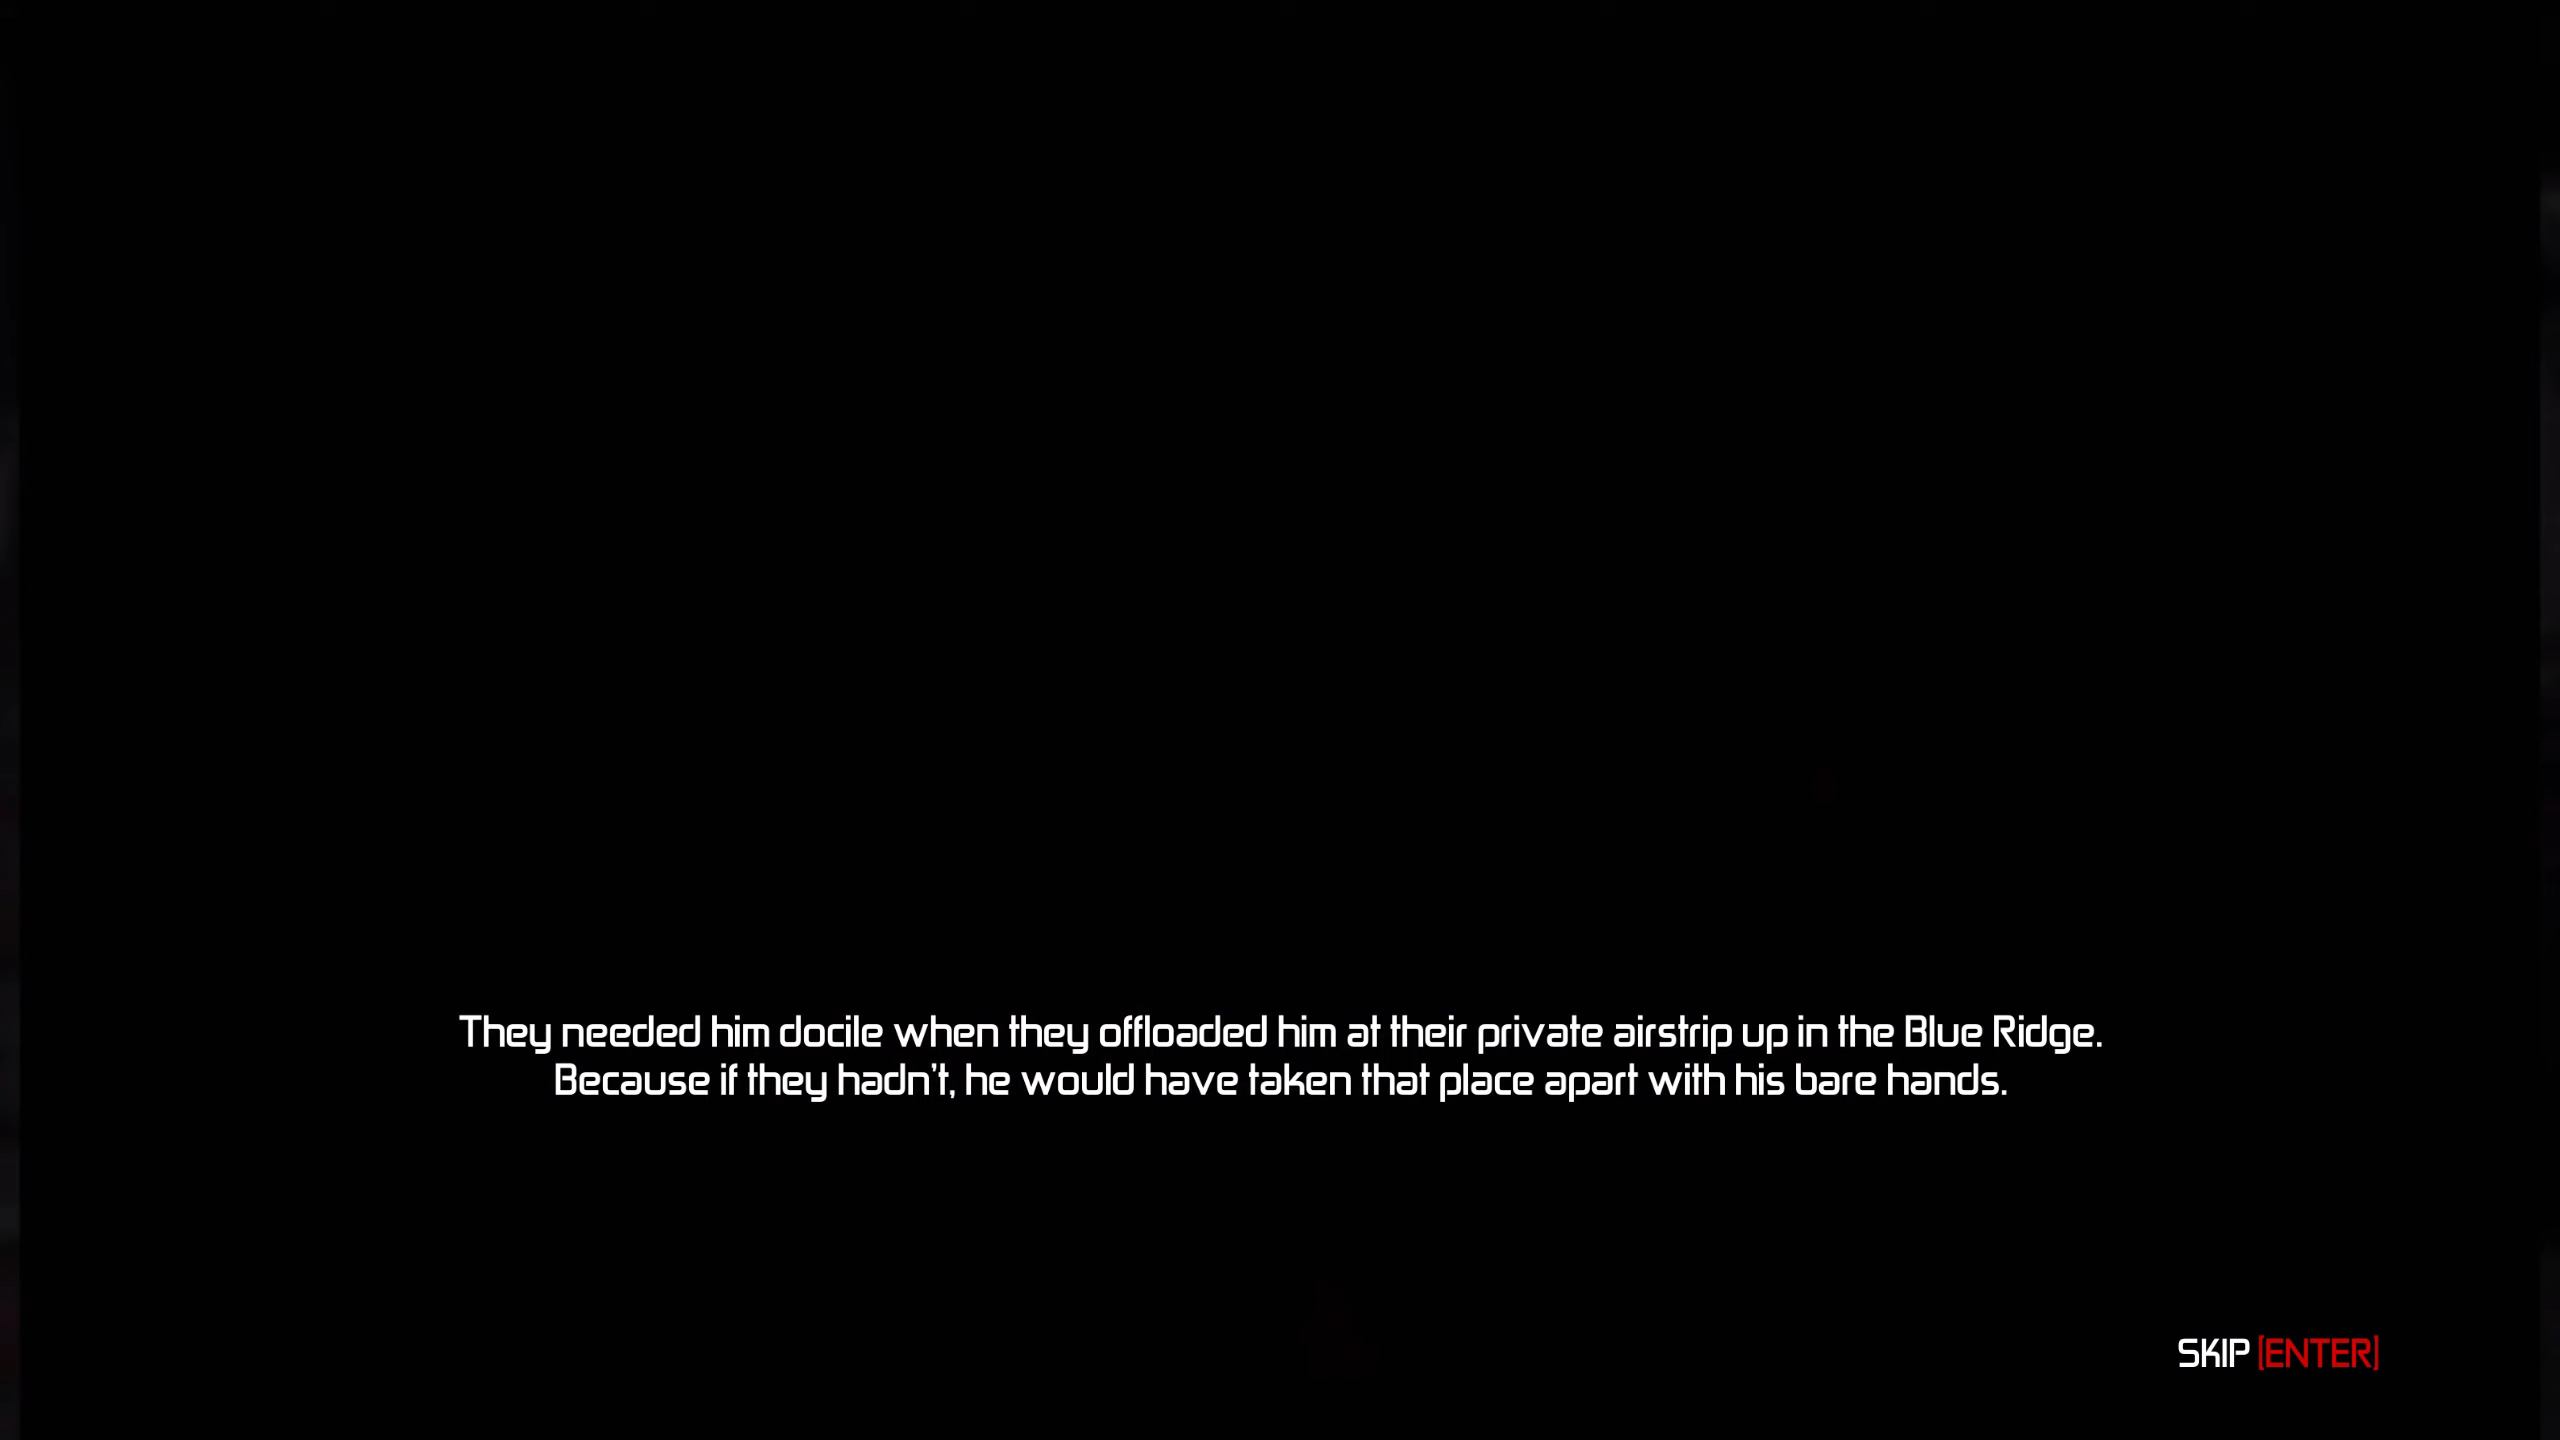 They needed him docile when they offloaded him at their private airstrip up in the Blue Ridge.
Because if they hadn't, he would have taken that place apart with his bare hands.
SKIP [ENTER]